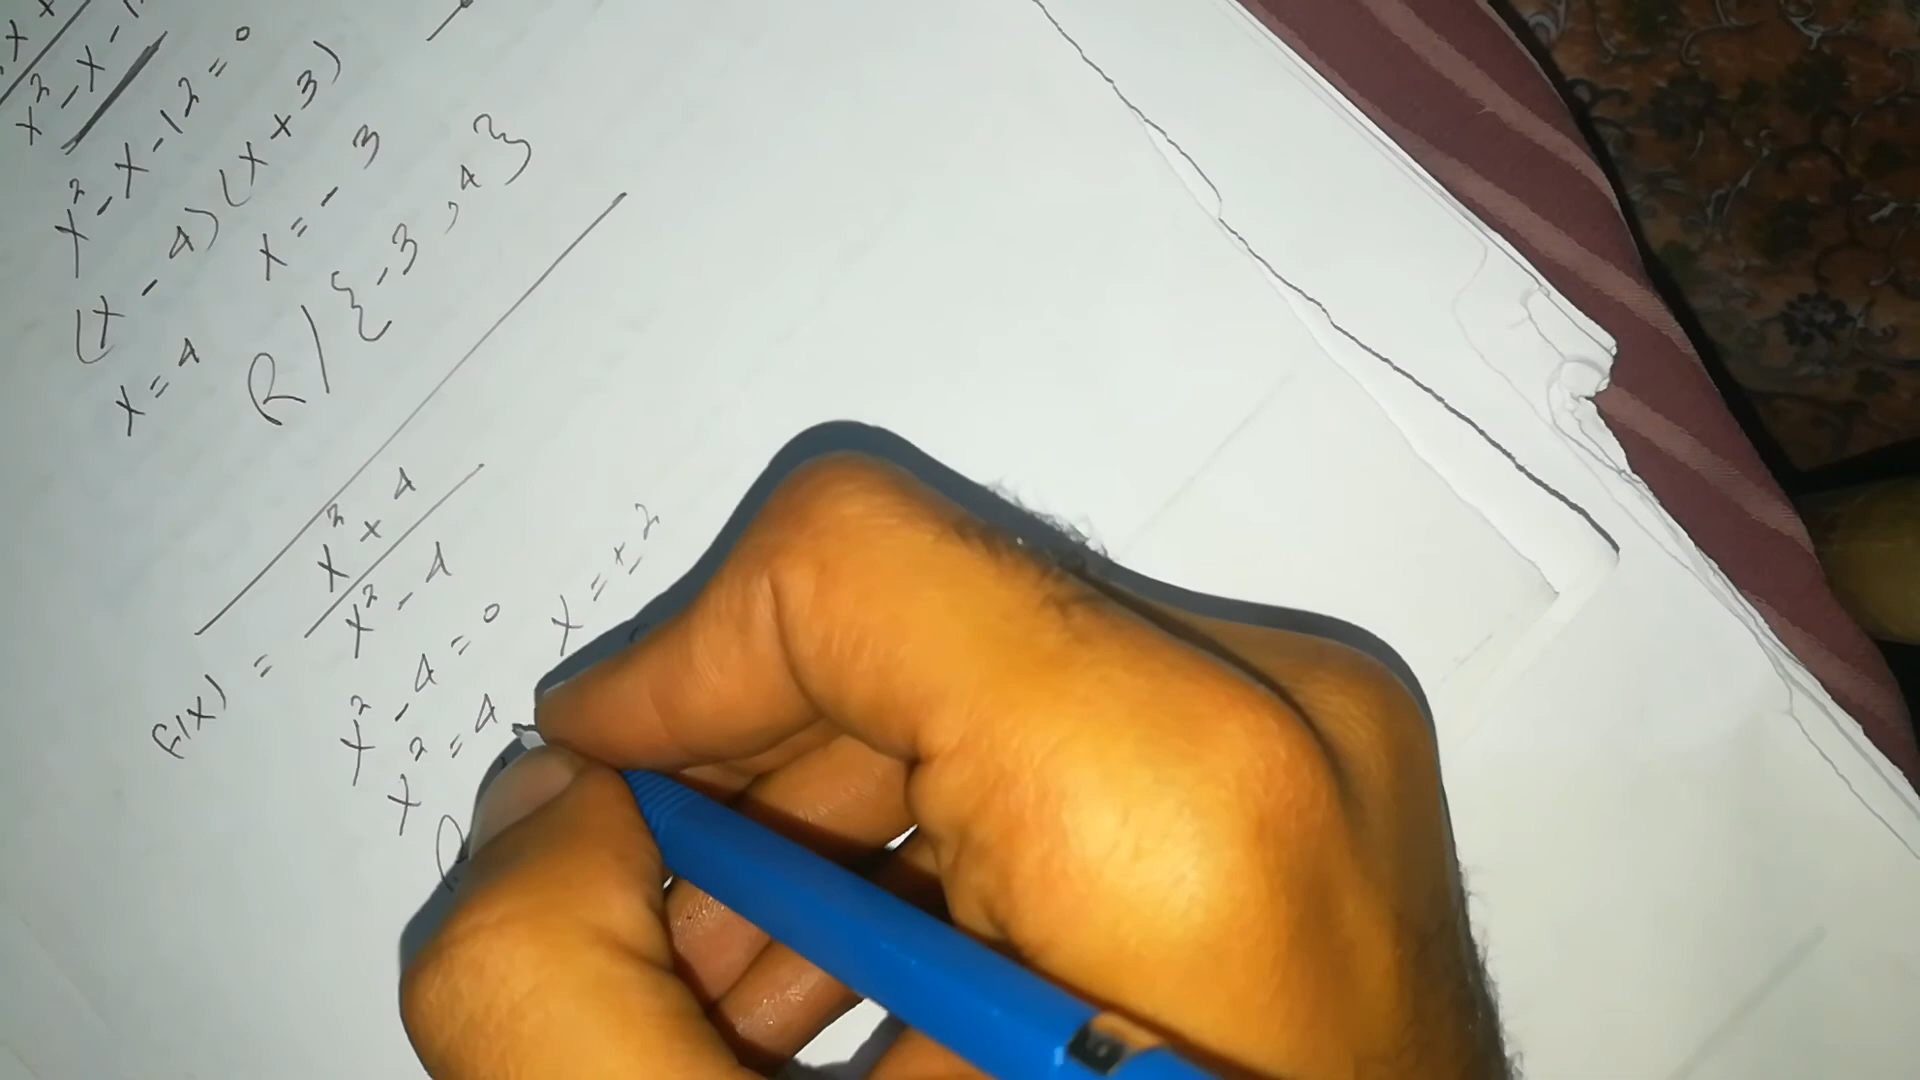 x² - x -
x² - x - 12 = 0
(x - 4) (x + 3)
x = 4 x = - 3
R \ {-3, 4}
f(x) = x² + 4 / x² - 4
x² - 4 = 0
x² = 4 x = ± 2
R